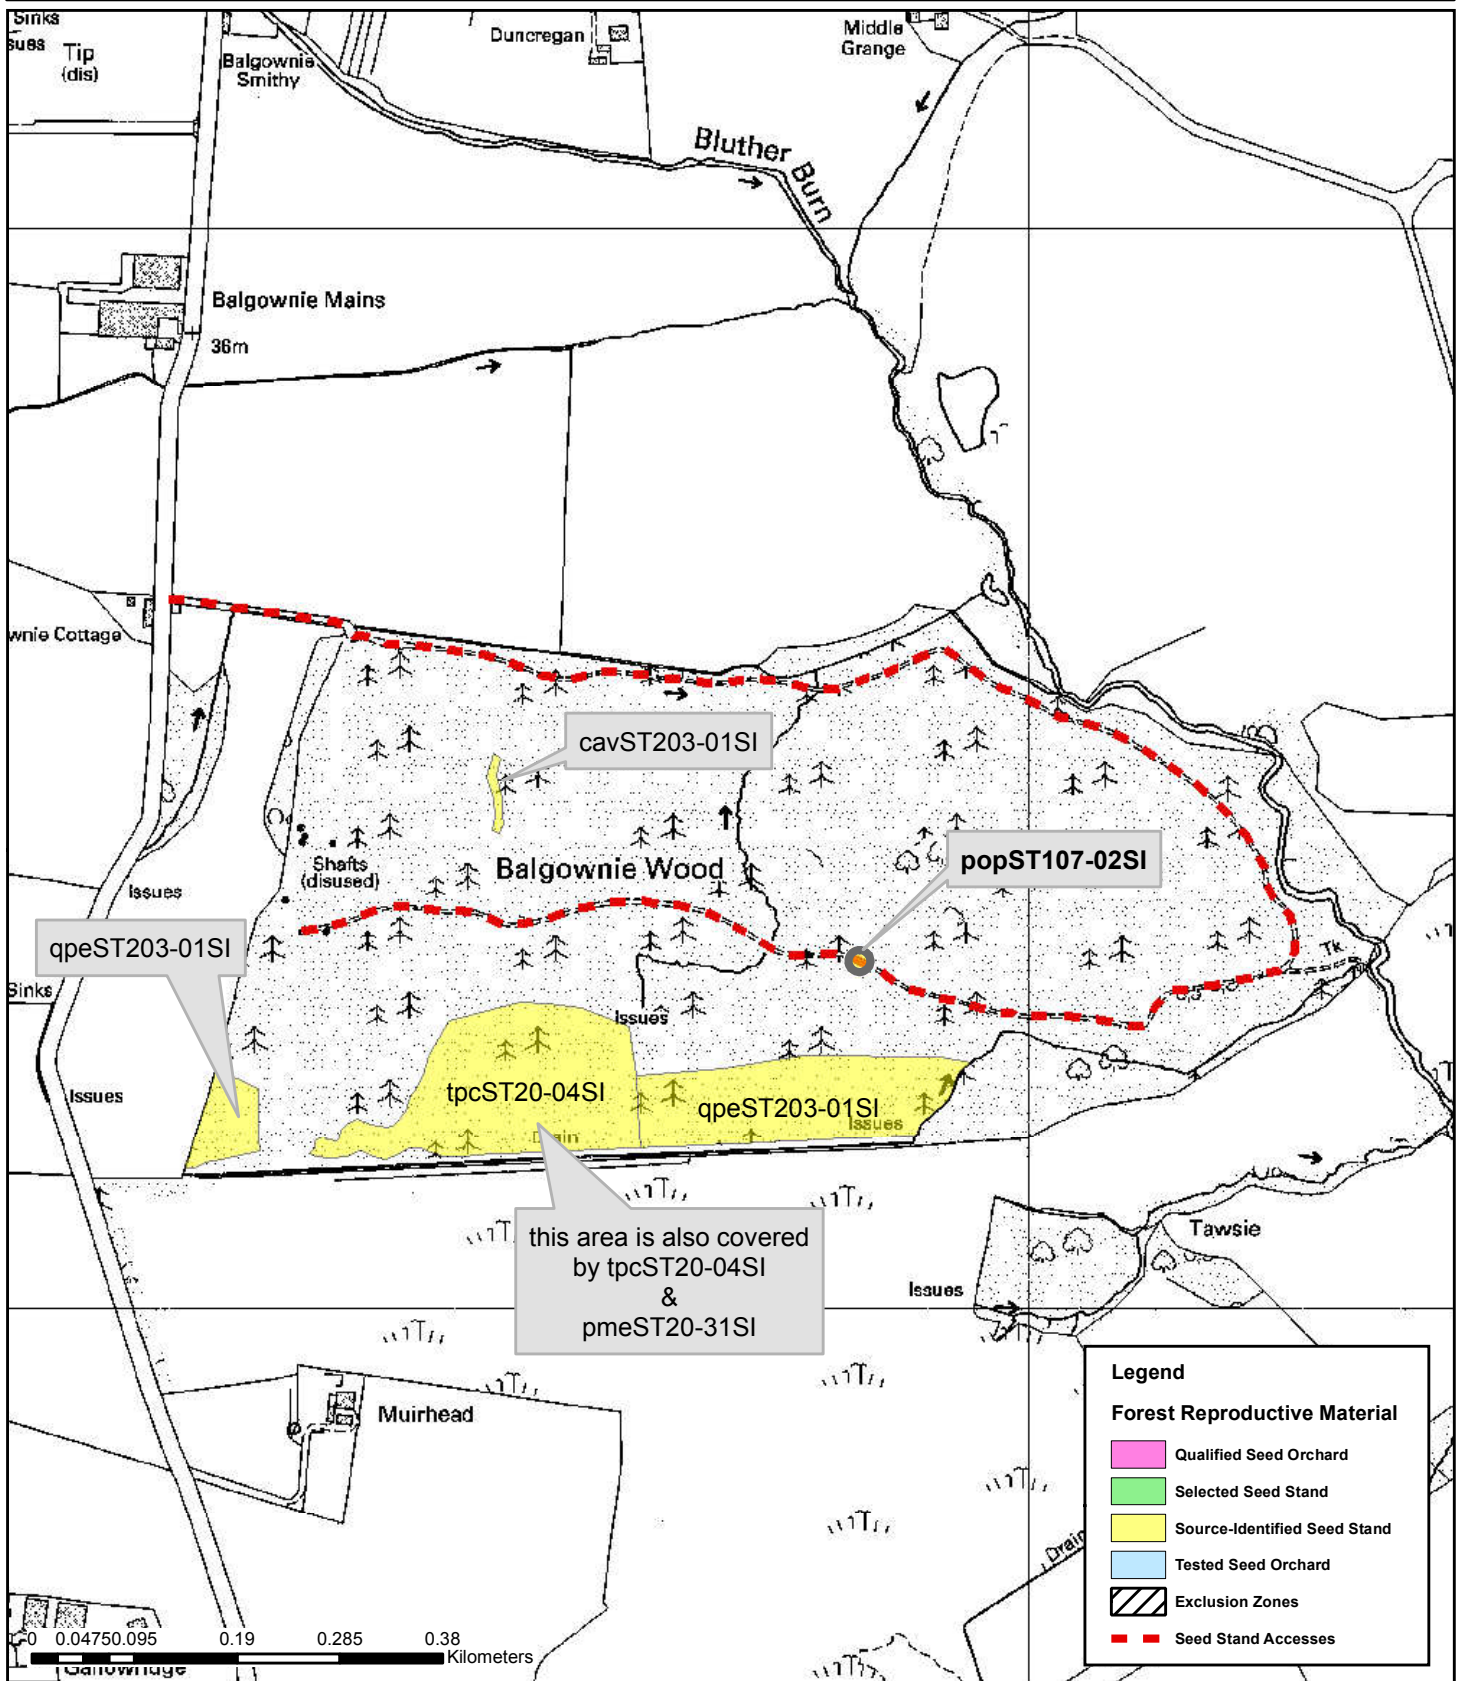 Sinks
sues
Tip
(dis)
Balgownie
Smithy
Duncregan
Middle
Grange
Bluther
Burn
Balgownie Mains
36m
wnie Cottage
cavST203-01SI
Shafts
(disused)
Balgownie Wood
popST107-02SI
Issues
qpeST203-01SI
Tk
Sinks
Issues
Issues
tpcST20-04SI
qpeST203-01SI
Issues
Drain
this area is also covered
by tpcST20-04SI
&
pmeST20-31SI
Tawsie
Issues
Muirhead
Drain
Legend
Forest Reproductive Material
Qualified Seed Orchard
Selected Seed Stand
Source-Identified Seed Stand
Tested Seed Orchard
Exclusion Zones
Seed Stand Accesses
0 0.0475 0.095 0.19 0.285 0.38
Kilometers